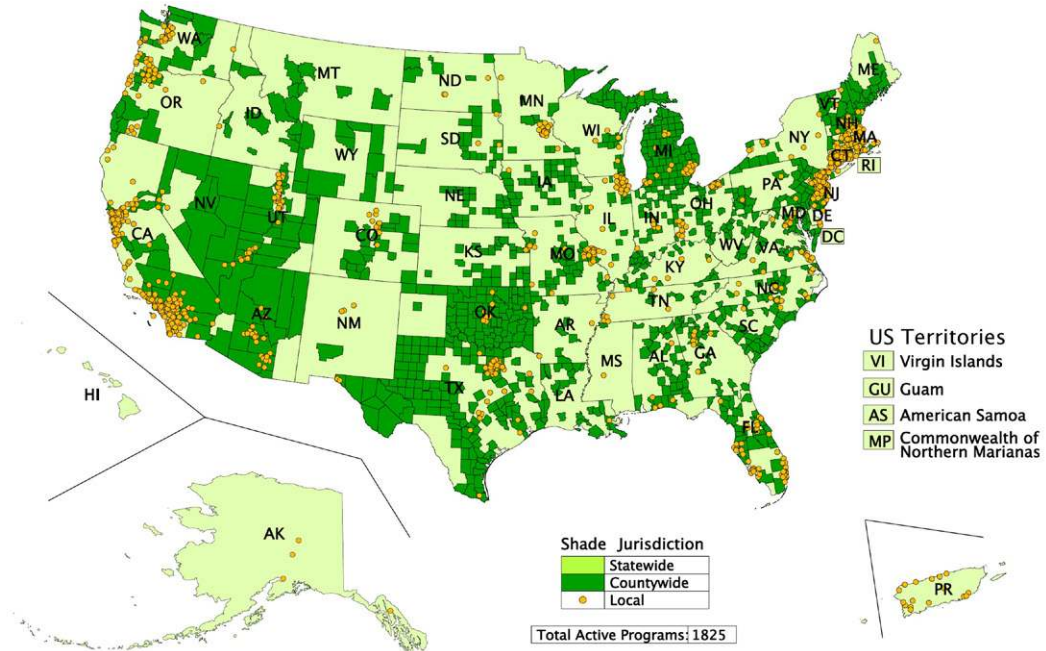 WA
MT
ND
MN
ME
VT
NH
MA
CT
RI
OR
ID
WY
SD
WI
MI
NY
NV
UT
CO
NE
IA
IL
IN
OH
PA
NJ
MD
DE
DC
CA
KS
MO
KY
WV
VA
AZ
NM
OK
AR
TN
NC
SC
TX
LA
MS
AL
GA
FL
HI
AK
PR
US Territories
VI Virgin Islands
GU Guam
AS American Samoa
MP Commonwealth of
Northern Marianas
Shade Jurisdiction
Statewide
Countywide
Local
Total Active Programs: 1825